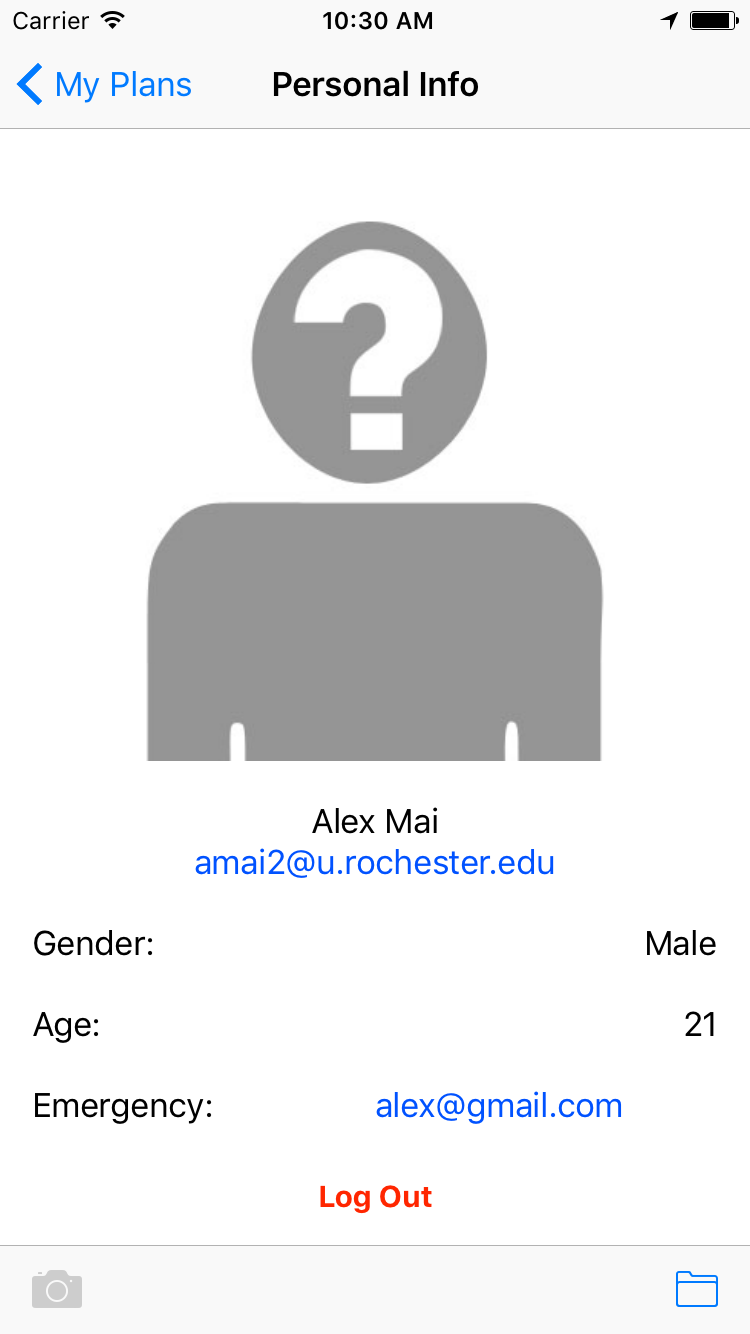 Carrier 10:30 AM
My Plans Personal Info
?
Alex Mai
amai2@u.rochester.edu
Gender: Male
Age: 21
Emergency: alex@gmail.com
Log Out